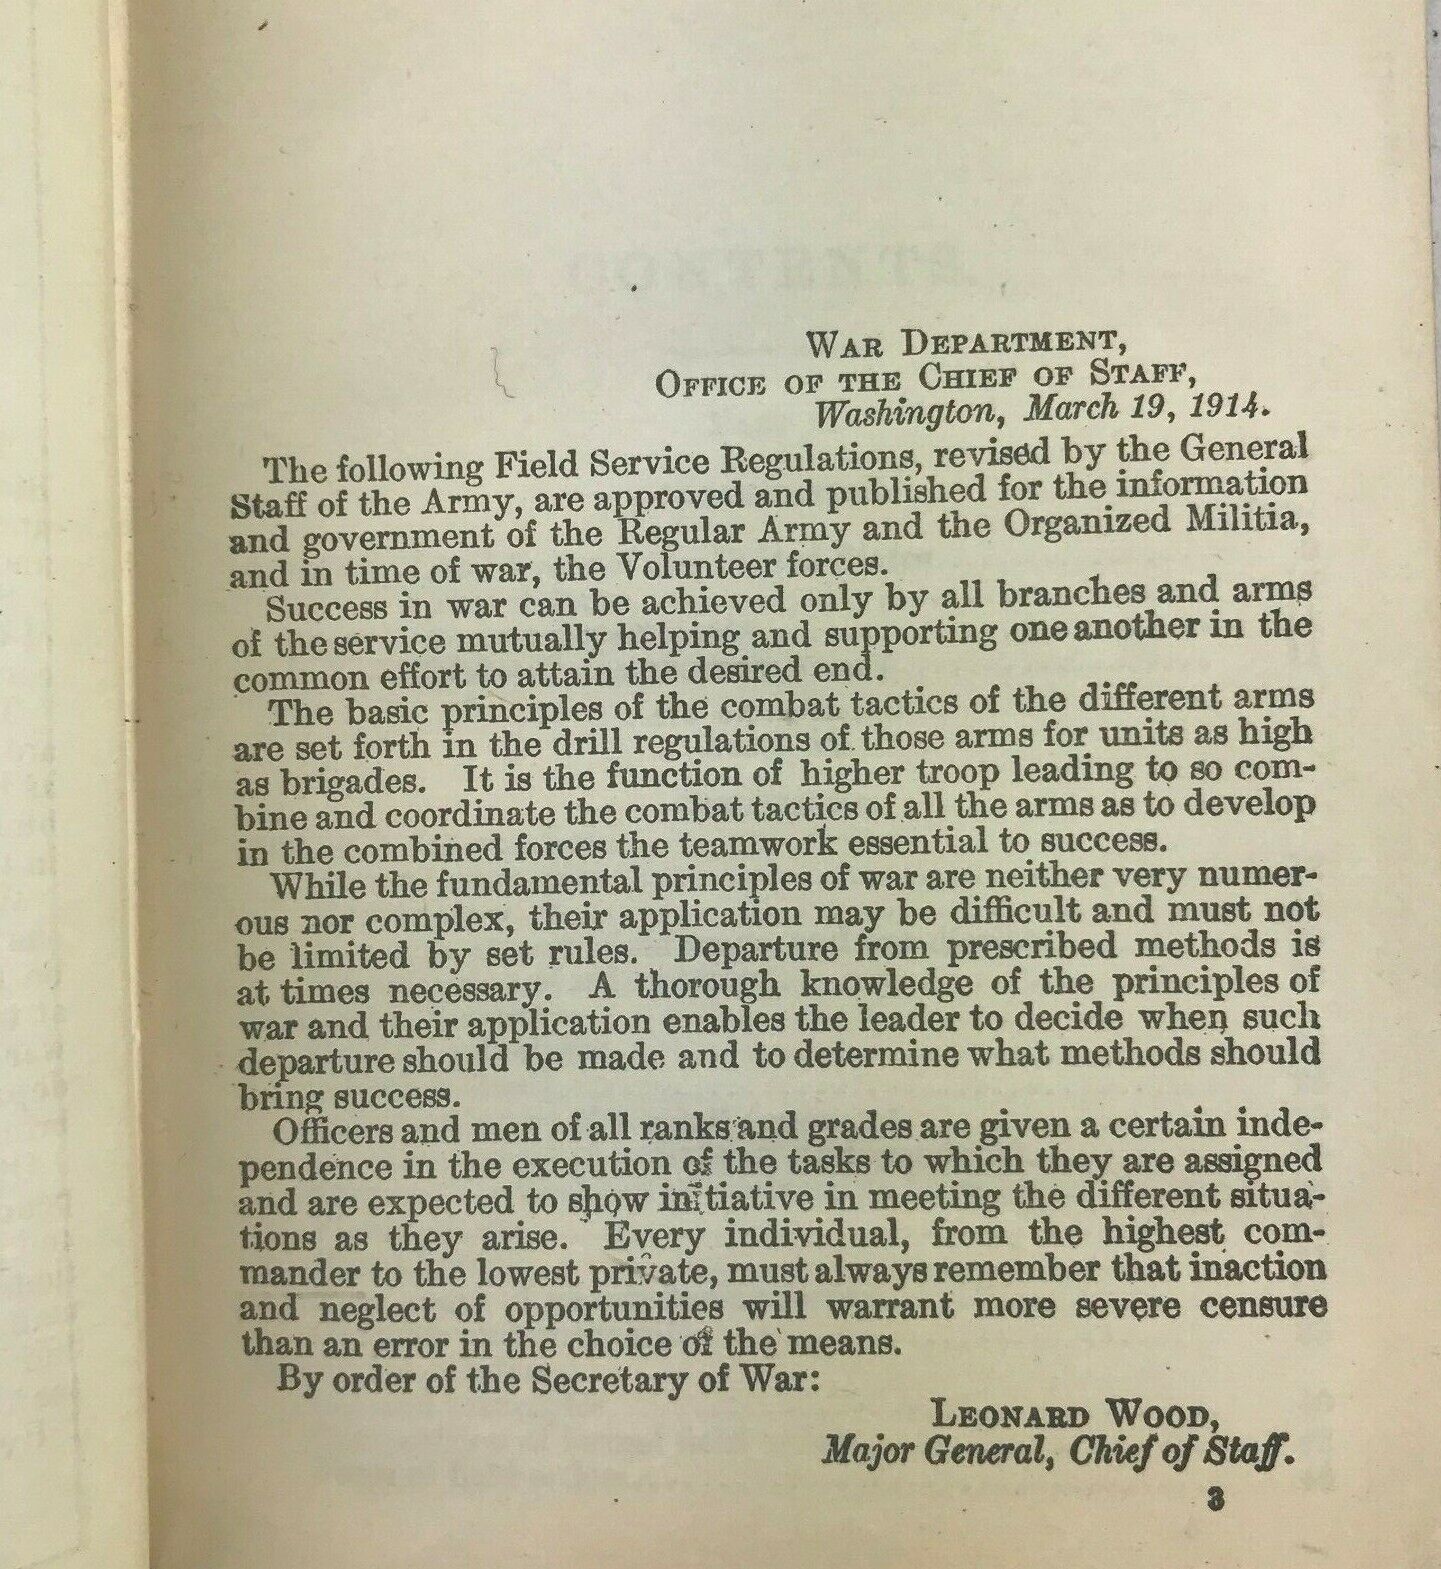 War Department,
Office of the Chief of Staff,
Washington, March 19, 1914.
The following Field Service Regulations, revised by the General
Staff of the Army, are approved and published for the information
and government of the Regular Army and the Organized Militia,
and in time of war, the Volunteer forces.
Success in war can be achieved only by all branches and arms
of the service mutually helping and supporting one another in the
common effort to attain the desired end.
The basic principles of the combat tactics of the different arms
are set forth in the drill regulations of those arms for units as high
as brigades. It is the function of higher troop leading to so com-
bine and coordinate the combat tactics of all the arms as to develop
in the combined forces the teamwork essential to success.
While the fundamental principles of war are neither very numer-
ous nor complex, their application may be difficult and must not
be limited by set rules. Departure from prescribed methods is
at times necessary. A thorough knowledge of the principles of
war and their application enables the leader to decide when such
departure should be made and to determine what methods should
bring success.
Officers and men of all ranks and grades are given a certain inde-
pendence in the execution of the tasks to which they are assigned
and are expected to show initiative in meeting the different situa-
tions as they arise. Every individual, from the highest com-
mander to the lowest private, must always remember that inaction
and neglect of opportunities will warrant more severe censure
than an error in the choice of the means.
By order of the Secretary of War:
Leonard Wood,
Major General, Chief of Staff.
3